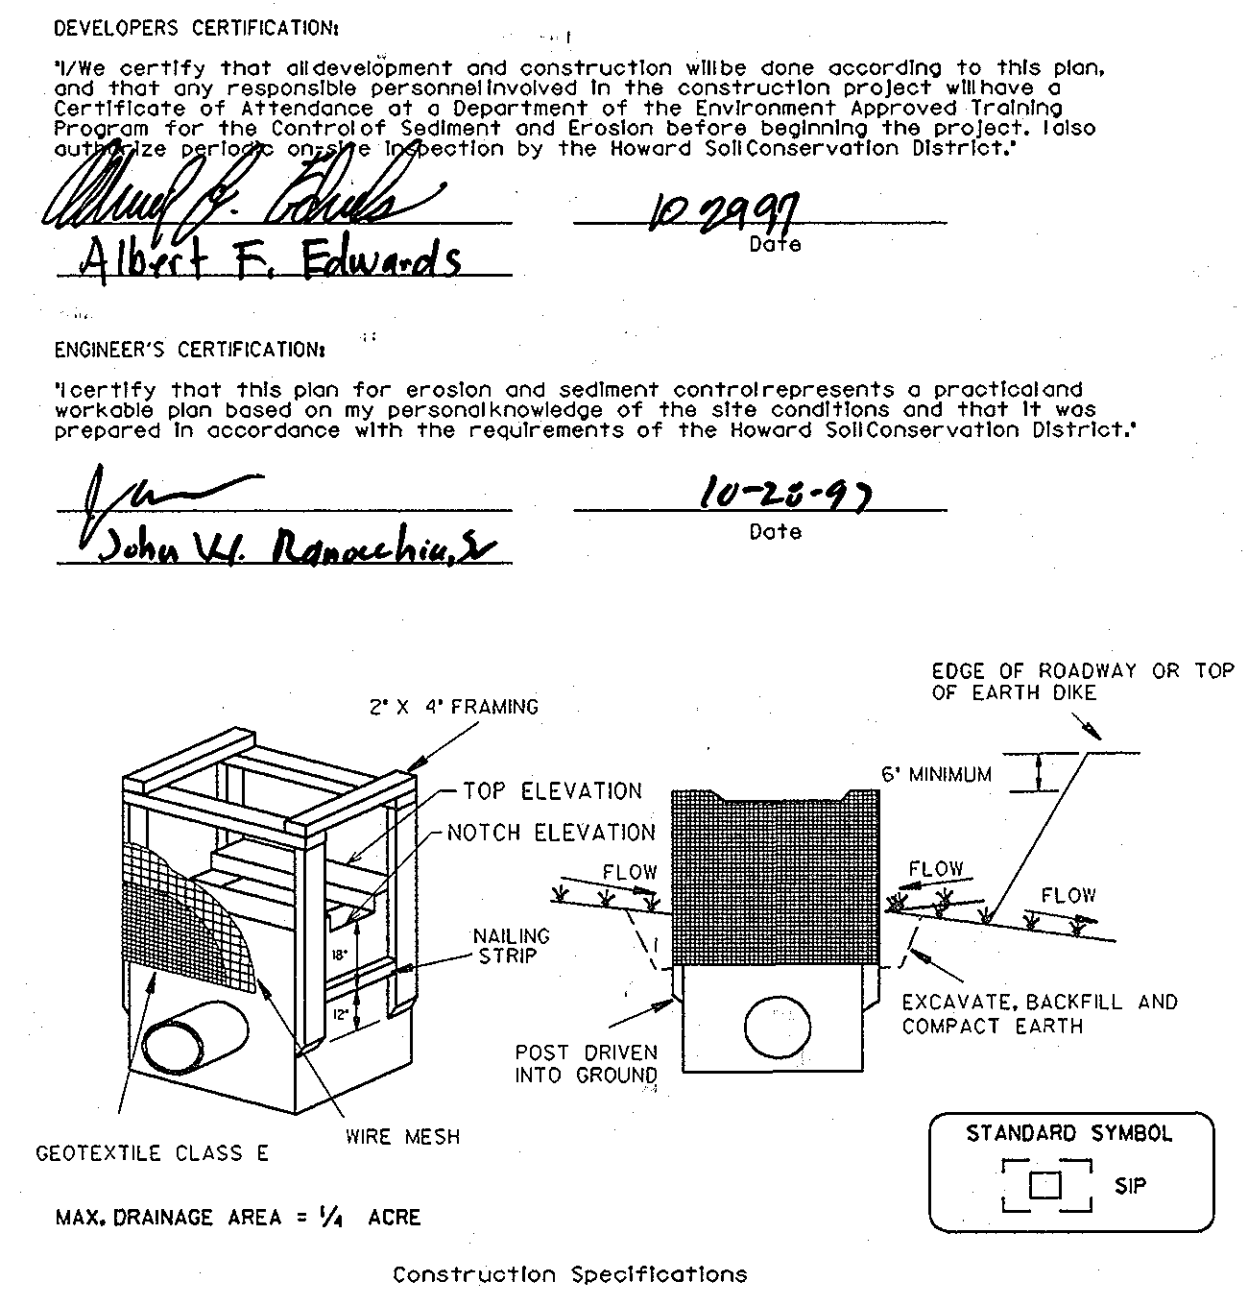 DEVELOPERS CERTIFICATION:
"I/We certify that all development and construction will be done according to this plan,
and that any responsible personnel involved in the construction project will have a
Certificate of Attendance at a Department of the Environment Approved Training
Program for the Control of Sediment and Erosion before beginning the project. I also
authorize periodic on-site inspection by the Howard Soil Conservation District."
10 29 97
Date
Albert F. Edwards
ENGINEER'S CERTIFICATION:
"I certify that this plan for erosion and sediment control represents a practical and
workable plan based on my personal knowledge of the site conditions and that it was
prepared in accordance with the requirements of the Howard Soil Conservation District."
10-28-97
Date
John W. Ranocchia, Sr
EDGE OF ROADWAY OR TOP
OF EARTH DIKE
2" X 4" FRAMING
6" MINIMUM
TOP ELEVATION
NOTCH ELEVATION
FLOW
FLOW
FLOW
NAILING
STRIP
18"
12"
EXCAVATE, BACKFILL AND
COMPACT EARTH
POST DRIVEN
INTO GROUND
WIRE MESH
GEOTEXTILE CLASS E
STANDARD SYMBOL
SIP
MAX. DRAINAGE AREA = 1/4 ACRE
Construction Specifications